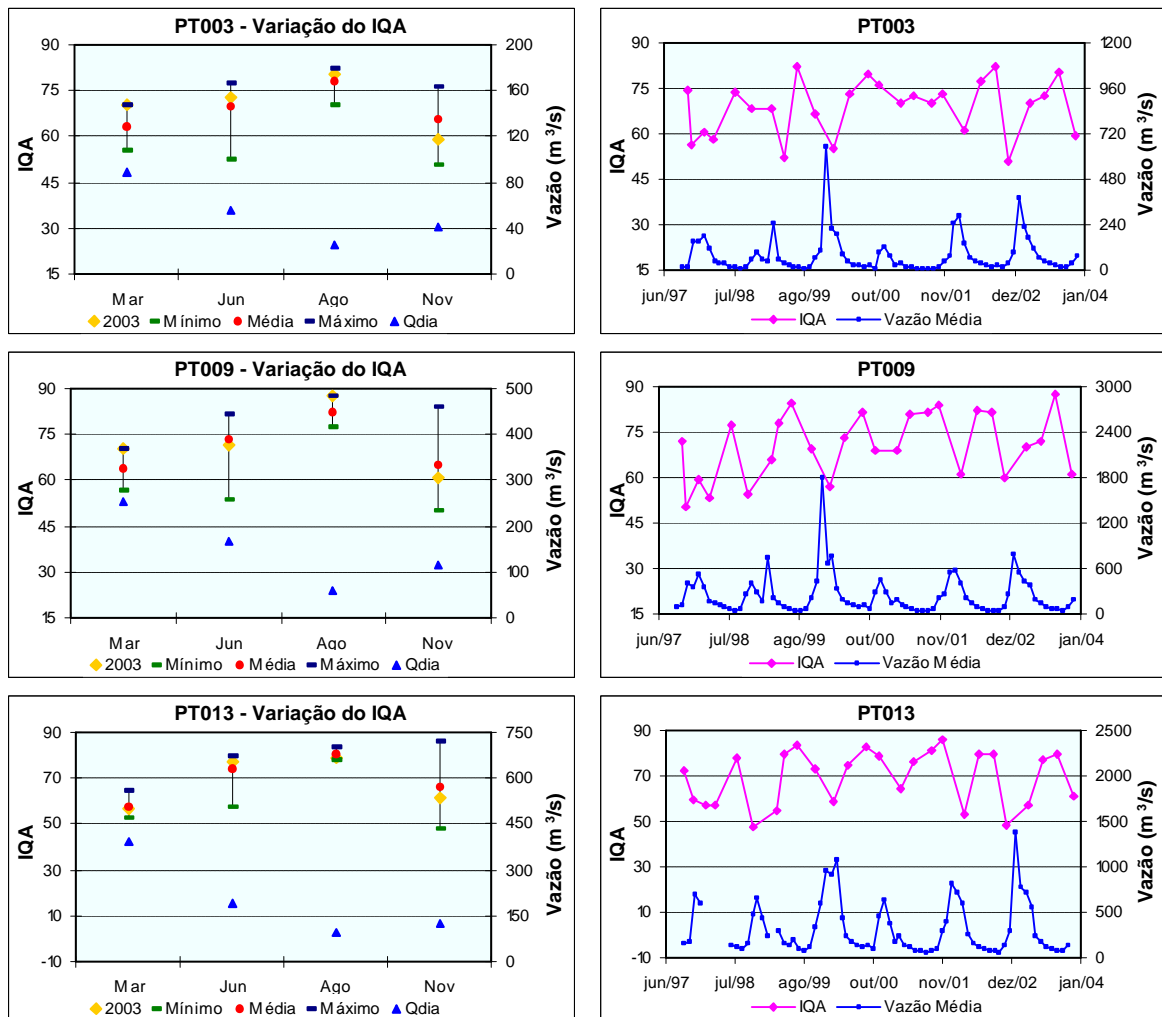 PT003 - Variação do IQA
90
75
60
45
30
15
IQA
200
160
120
80
40
0
Vazão (m³/s)
Mar Jun Ago Nov
2003 Mínimo Média Máximo Qdia
PT003
90
75
60
45
30
15
IQA
1200
960
720
480
240
0
Vazão (m³/s)
jun/97 jul/98 ago/99 out/00 nov/01 dez/02 jan/04
IQA Vazão Média
PT009 - Variação do IQA
90
75
60
45
30
15
IQA
500
400
300
200
100
0
Vazão (m³/s)
Mar Jun Ago Nov
2003 Mínimo Média Máximo Qdia
PT009
90
75
60
45
30
15
IQA
3000
2400
1800
1200
600
0
Vazão (m³/s)
jun/97 jul/98 ago/99 out/00 nov/01 dez/02 jan/04
IQA Vazão Média
PT013 - Variação do IQA
90
70
50
30
10
-10
IQA
750
600
450
300
150
0
Vazão (m³/s)
Mar Jun Ago Nov
2003 Mínimo Média Máximo Qdia
PT013
90
70
50
30
10
-10
IQA
2500
2000
1500
1000
500
0
Vazão (m³/s)
jun/97 jul/98 ago/99 out/00 nov/01 dez/02 jan/04
IQA Vazão Média